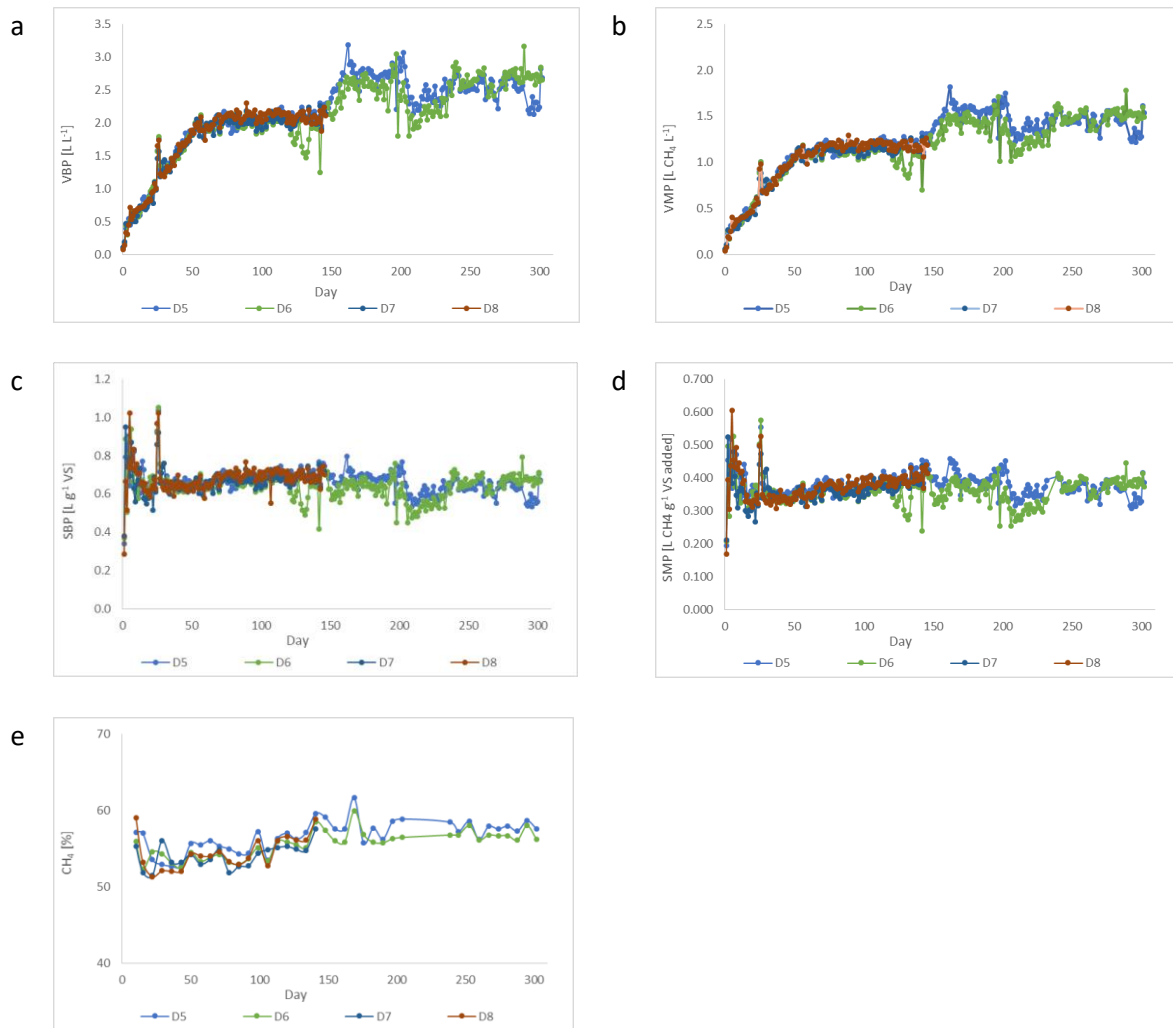 a
VBP [L L⁻¹]
3.5
3.0
2.5
2.0
1.5
1.0
0.5
0.0
0 50 100 150 200 250 300
Day
D5 D6 D7 D8
b
VMP [L CH₄ L⁻¹]
2.5
2.0
1.5
1.0
0.5
0.0
0 50 100 150 200 250 300
Day
D5 D6 D7 D8
c
SBP [L g⁻¹ VS]
1.2
1.0
0.8
0.6
0.4
0.2
0.0
0 50 100 150 200 250 300
Day
D5 D6 D7 D8
d
SMP [L CH4 g⁻¹ VS added]
0.700
0.600
0.500
0.400
0.300
0.200
0.100
0.000
0 50 100 150 200 250 300
Day
D5 D6 D7 D8
e
CH₄ [%]
70
60
50
40
0 50 100 150 200 250 300
Day
D5 D6 D7 D8